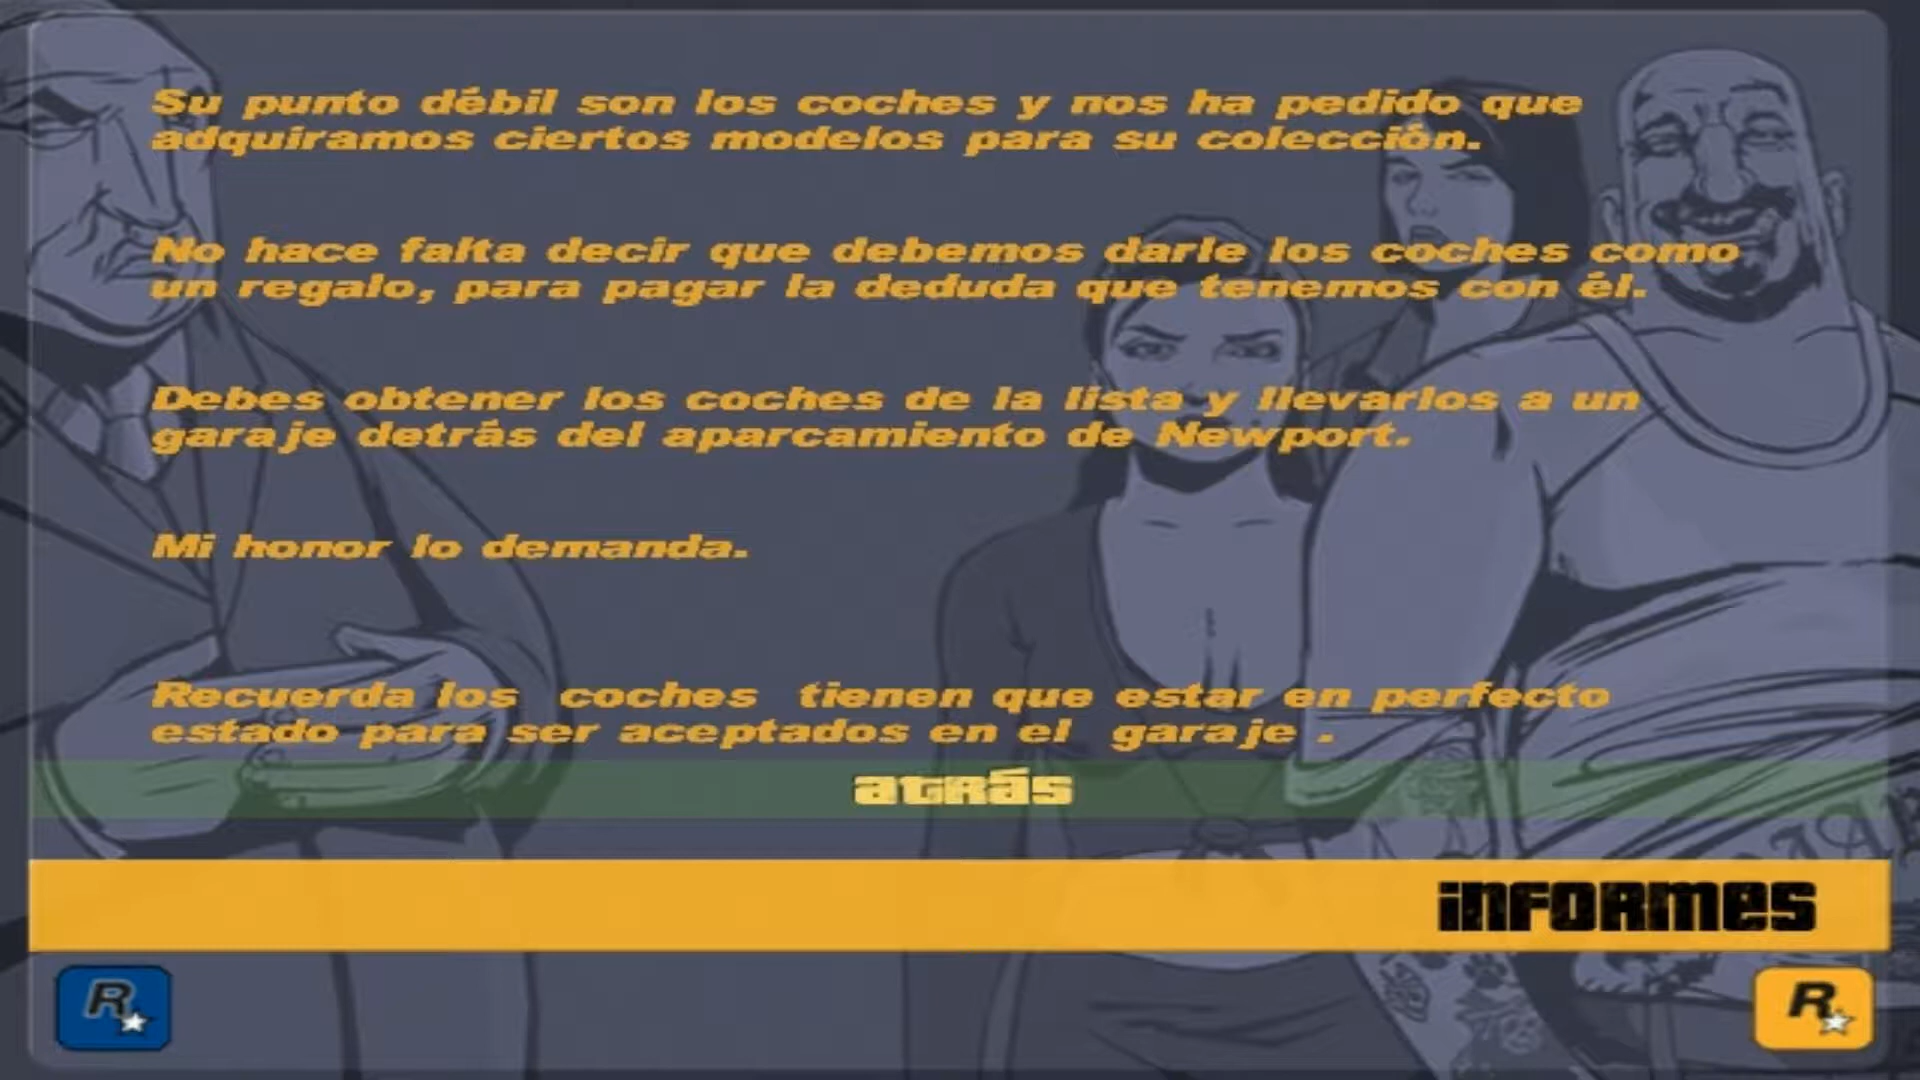 Su punto débil son los coches y nos ha pedido que
adquiramos ciertos modelos para su colección.
No hace falta decir que debemos darle los coches como
un regalo, para pagar la deduda que tenemos con él.
Debes obtener los coches de la lista y llevarlos a un
garaje detrás del aparcamiento de Newport.
Mi honor lo demanda.
Recuerda los coches tienen que estar en perfecto
estado para ser aceptados en el garaje .
atrás
informes
R
R